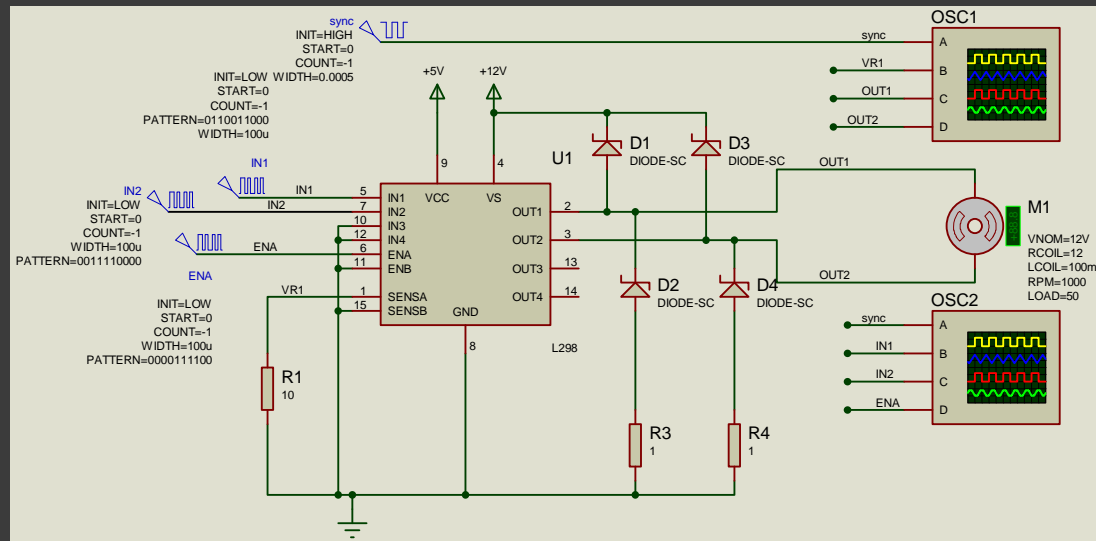 sync
INIT=HIGH
START=0
COUNT=-1
WIDTH=0.0005
INIT=LOW
START=0
COUNT=-1
PATTERN=0110011000
WIDTH=100u
IN1
IN2
INIT=LOW
START=0
COUNT=-1
WIDTH=100u
PATTERN=0011110000
ENA
INIT=LOW
START=0
COUNT=-1
WIDTH=100u
PATTERN=0000111100
+5V
+12V
9
4
U1
VCC
VS
IN1
5
IN1
IN2
7
IN2
10
IN3
12
IN4
ENA
6
ENA
11
ENB
VR1
1
SENSA
15
SENSB
GND
8
OUT1
2
OUT2
3
OUT3
13
OUT4
14
L298
R1
10
D1
DIODE-SC
D3
DIODE-SC
D2
DIODE-SC
D4
DIODE-SC
R3
1
R4
1
OUT1
OUT2
M1
VNOM=12V
RCOIL=12
LCOIL=100m
RPM=1000
LOAD=50
OSC1
sync
A
VR1
B
OUT1
C
OUT2
D
OSC2
sync
A
IN1
B
IN2
C
ENA
D